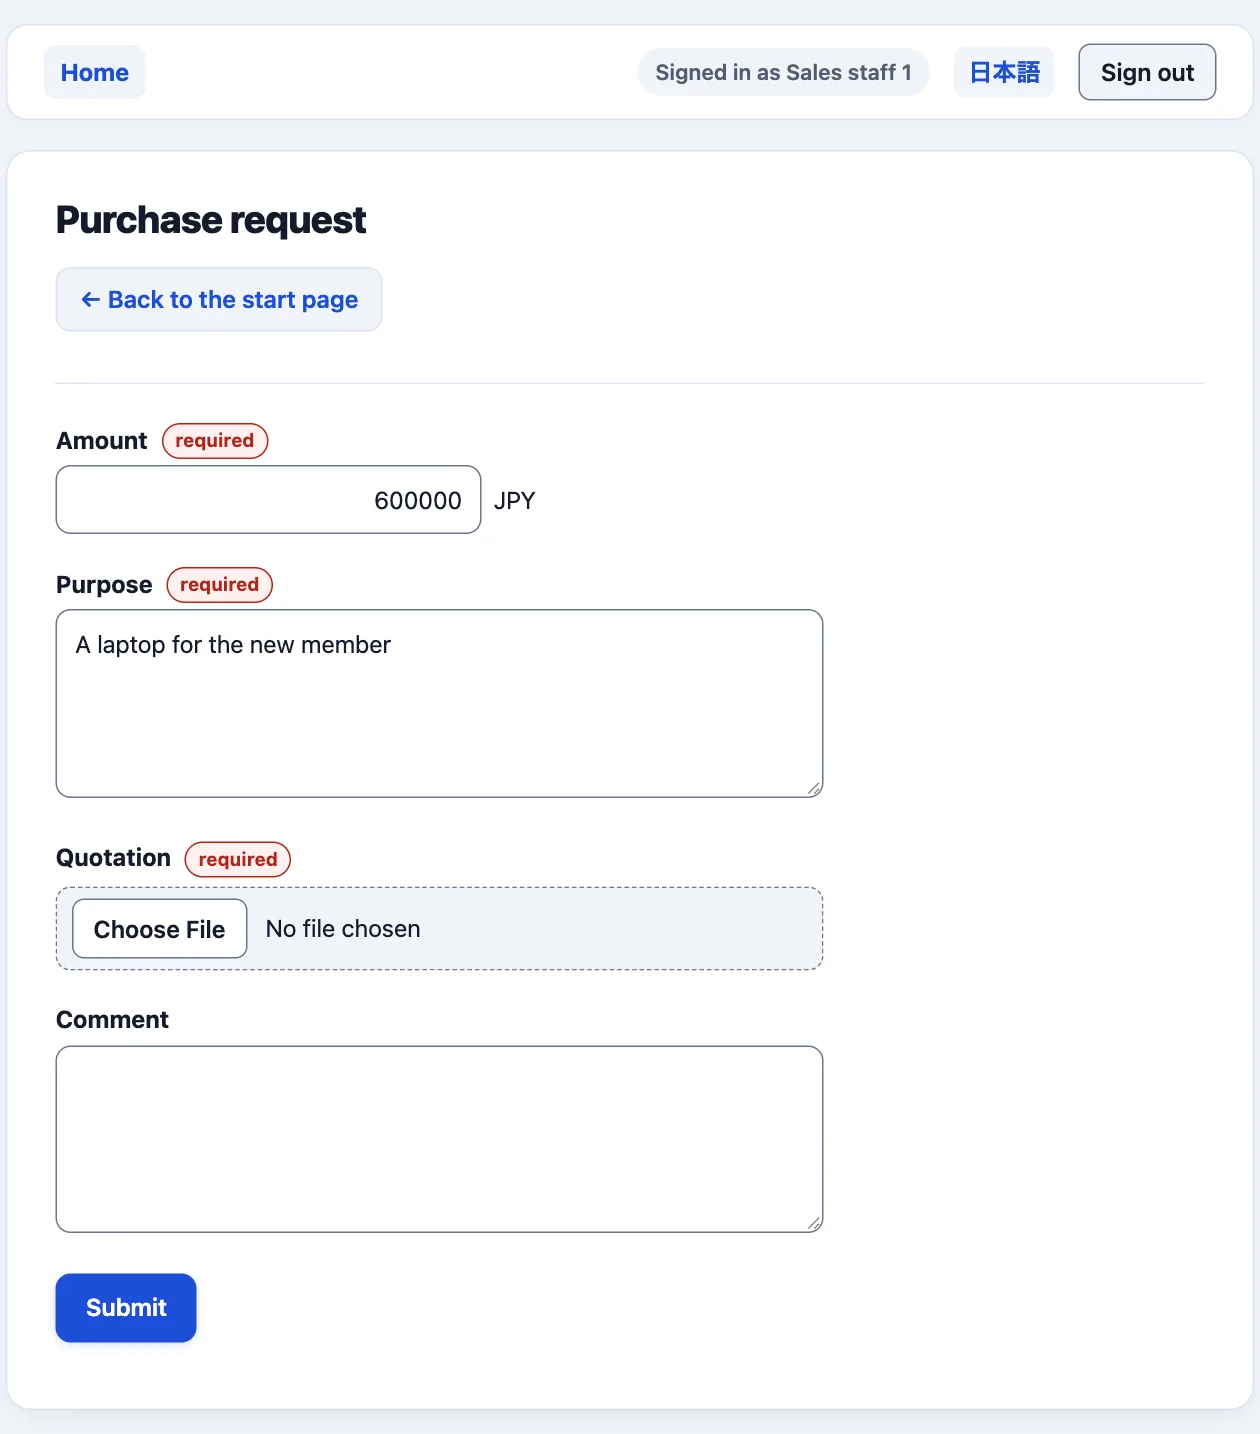 Home
Signed in as Sales staff 1
日本語
Sign out
Purchase request
← Back to the start page
Amount required
600000 JPY
Purpose required
A laptop for the new member
Quotation required
Choose File No file chosen
Comment
Submit